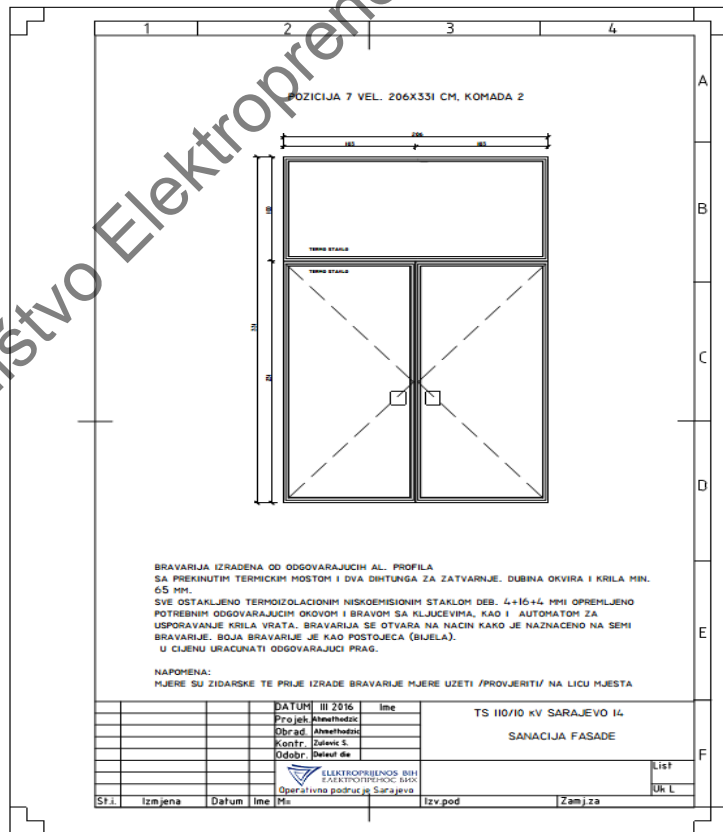 1 2 3 4
A
B
C
D
E
F
štvo Elektropreno
POZICIJA 7 VEL. 206X331 CM, KOMADA 2
206
103 103
TERMO STAKLO
TERMO STAKLO
331
BRAVARIJA IZRADENA OD ODGOVARAJUCIH AL. PROFILA
SA PREKINUTIM TERMICKIM MOSTOM I DVA DIHTUNGA ZA ZATVARNJE. DUBINA OKVIRA I KRILA MIN.
65 MM.
SVE OSTAKLJENO TERMOIZOLACIONIM NISKOEMISIONIM STAKLOM DEB. 4+16+4 MMI OPREMLJENO
POTREBNIM ODGOVARAJUCIM OKOVOM I BRAVOM SA KLJUCEVIMA, KAO I AUTOMATOM ZA
USPORAVANJE KRILA VRATA. BRAVARIJA SE OTVARA NA NACIN KAKO JE NAZNACENO NA SEMI
BRAVARIJE. BOJA BRAVARIJE JE KAO POSTOJECA (BIJELA).
U CIJENU URACUNATI ODGOVARAJUCI PRAG.
NAPOMENA:
MJERE SU ZIDARSKE TE PRIJE IZRADE BRAVARIJE MJERE UZETI /PROVJERITI/ NA LICU MJESTA
DATUM III 2016 Ime
Projek. Ahmethodzic
Obrad. Ahmethodzic
Kontr. Zulovic S.
Odobr. Deleut die
TS 110/10 KV SARAJEVO 14
SANACIJA FASADE
ELEKTROPRIJENOS BIH
ЕЛЕКТРОПРЕНОС БИХ
Operativno podrucje Sarajevo
List
Uk L
St.i. Izmjena Datum Ime M= Izv.pod Zamj.za